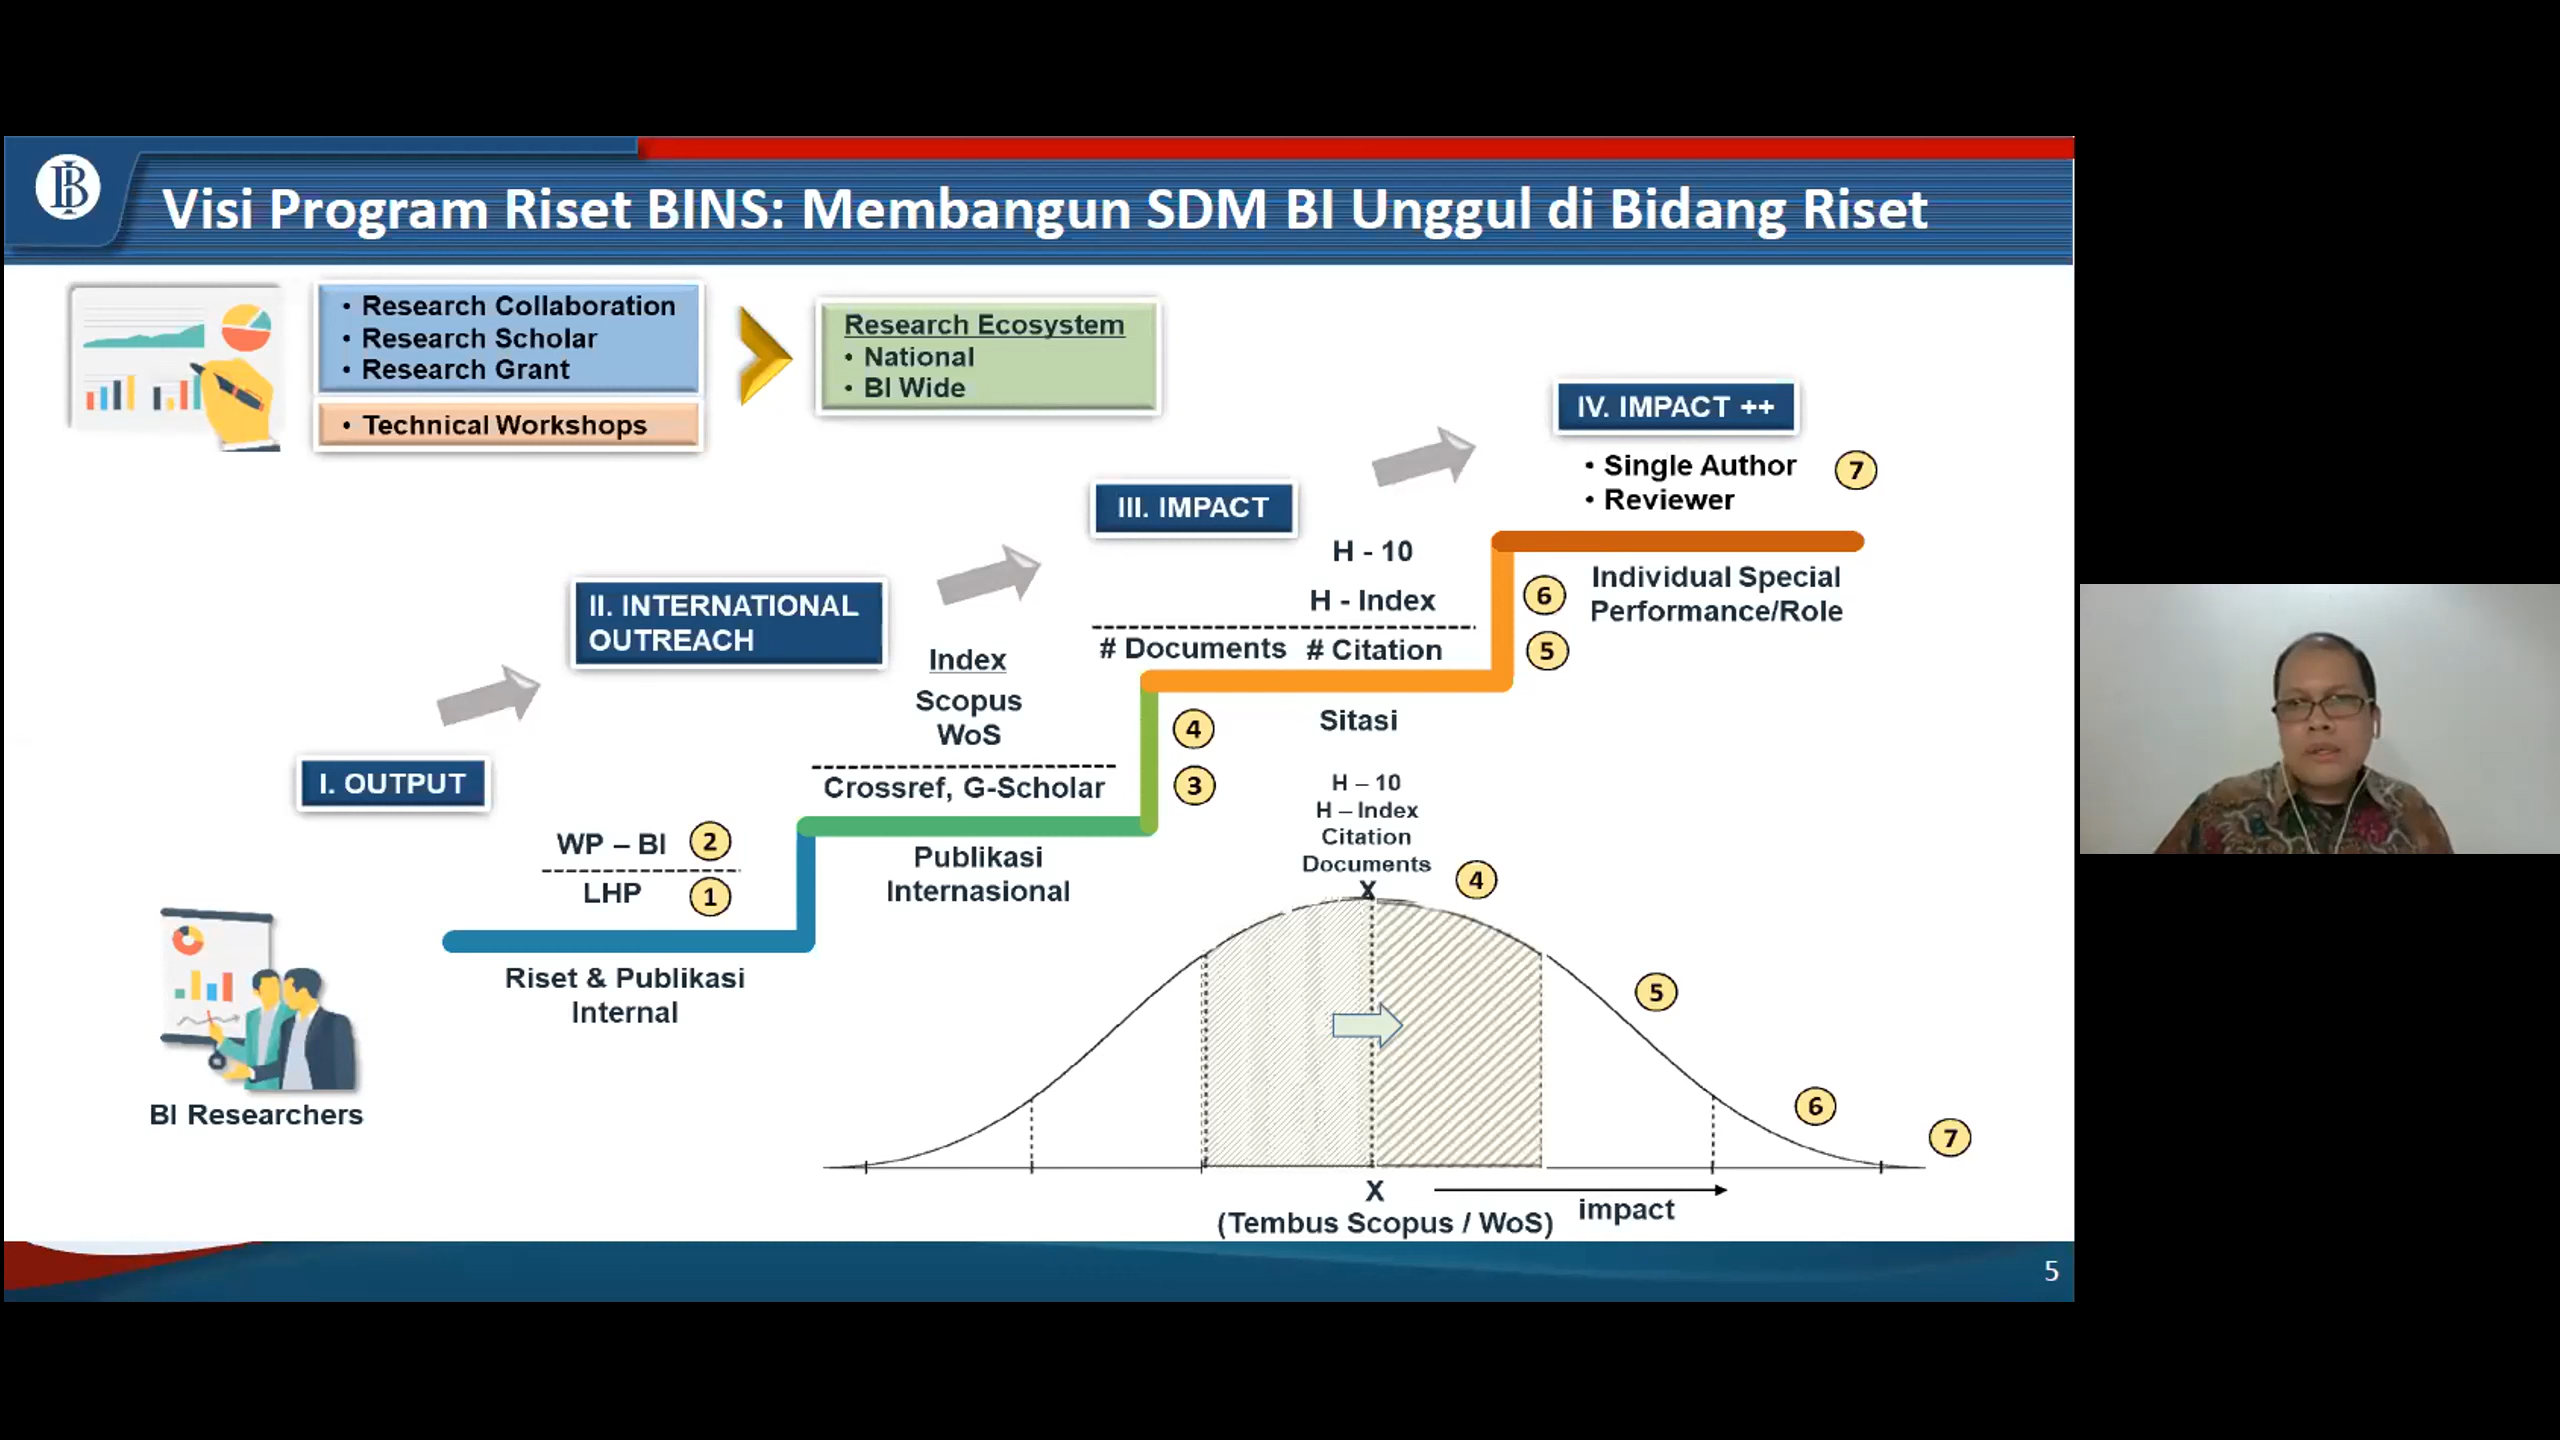 Visi Program Riset BINS: Membangun SDM BI Unggul di Bidang Riset
• Research Collaboration
• Research Scholar
• Research Grant
• Technical Workshops
Research Ecosystem
• National
• BI Wide
IV. IMPACT ++
• Single Author
• Reviewer
7
III. IMPACT
H - 10
H - Index
# Documents # Citation
6
5
Individual Special
Performance/Role
II. INTERNATIONAL
OUTREACH
Index
Scopus
WoS
Crossref, G-Scholar
4
3
Sitasi
I. OUTPUT
WP – BI 2
LHP 1
Publikasi
Internasional
Riset & Publikasi
Internal
BI Researchers
H – 10
H – Index
Citation
Documents
X
4
5
6
7
X
(Tembus Scopus / WoS)
impact
5